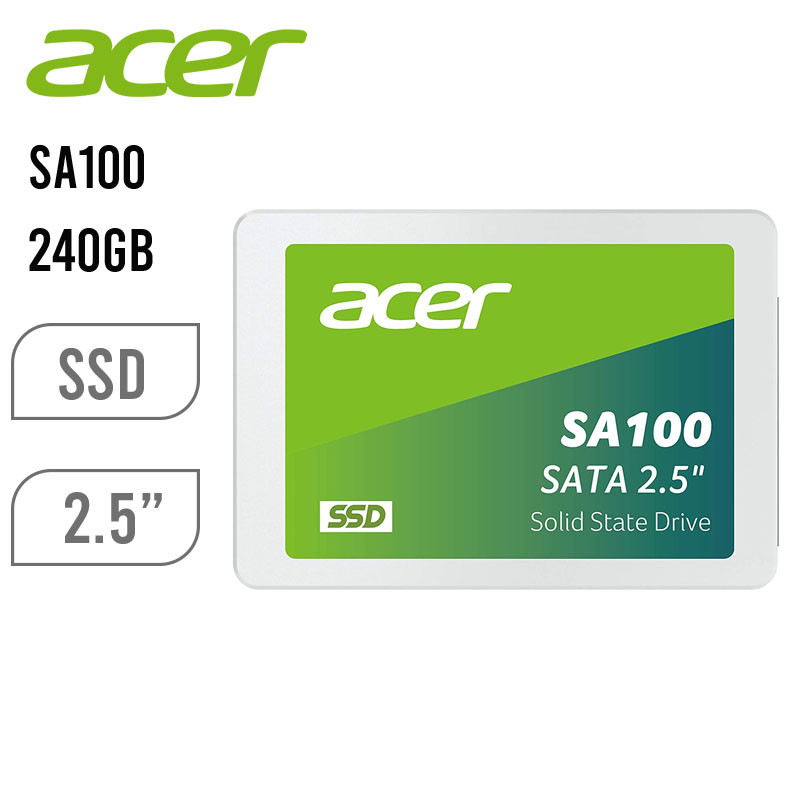 acer
SA100
240GB
SSD
2.5”
acer
SA100
SATA 2.5"
Solid State Drive
SSD